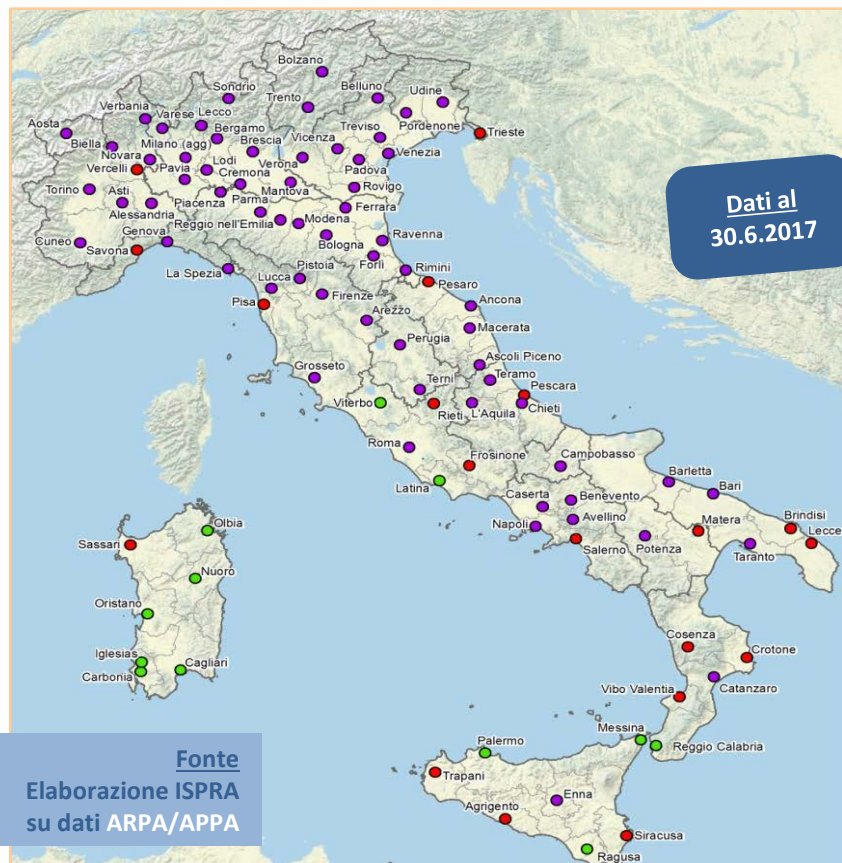 Bolzano
Sondrio
Belluno
Udine
Verbania
Trento
Varese
Lecco
Pordenone
Aosta
Bergamo
Treviso
Trieste
Biella
Milano (agg)
Brescia
Vicenza
Novara
Lodi
Verona
Venezia
Vercelli
Pavia
Cremona
Padova
Torino
Asti
Mantova
Rovigo
Piacenza
Parma
Alessandria
Ferrara
Reggio nell'Emilia
Modena
Cuneo
Genova
Ravenna
Savona
Bologna
Forlì
La Spezia
Pistoia
Rimini
Lucca
Pesaro
Pisa
Firenze
Ancona
Arezzo
Macerata
Perugia
Ascoli Piceno
Grosseto
Teramo
Terni
Pescara
Viterbo
Rieti
L'Aquila
Chieti
Roma
Frosinone
Campobasso
Latina
Barletta
Bari
Caserta
Benevento
Napoli
Avellino
Matera
Brindisi
Lecce
Salerno
Potenza
Taranto
Olbia
Sassari
Nuoro
Oristano
Iglesias
Cagliari
Carbonia
Cosenza
Crotone
Vibo Valentia
Catanzaro
Messina
Palermo
Reggio Calabria
Trapani
Enna
Agrigento
Siracusa
Ragusa
Dati al
30.6.2017
Fonte
Elaborazione ISPRA
su dati ARPA/APPA